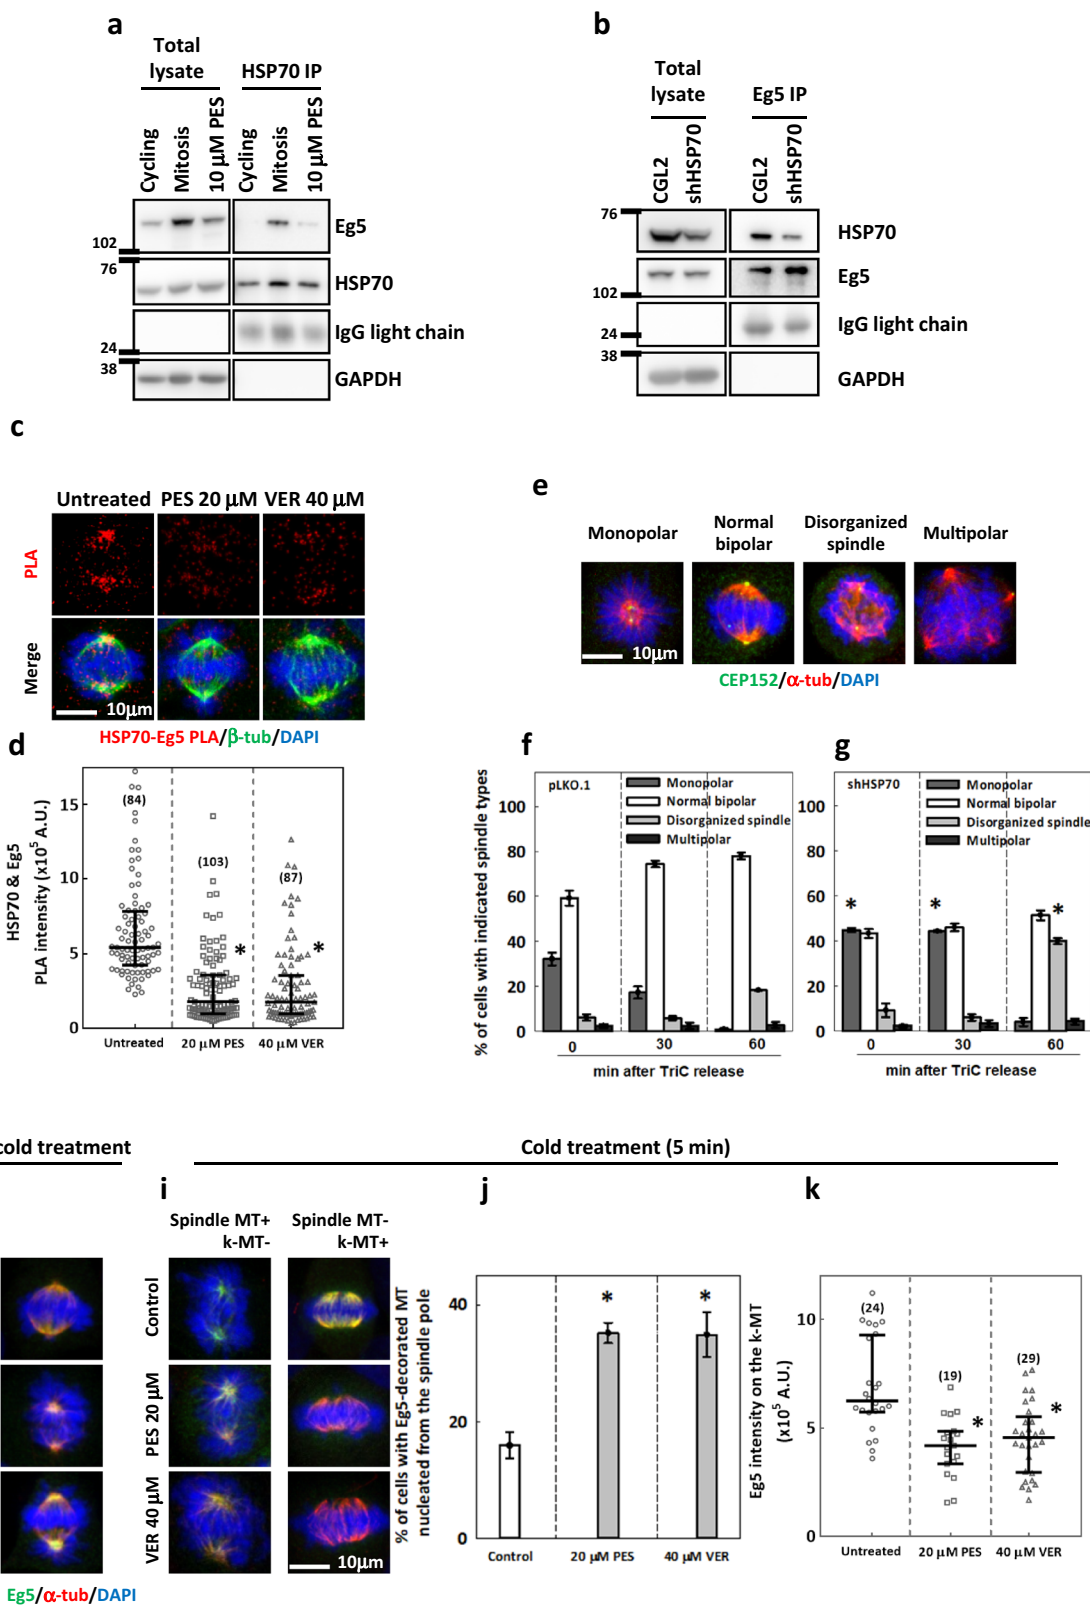 a
Total lysate
HSP70 IP
Cycling
Mitosis
10 µM PES
Cycling
Mitosis
10 µM PES
Eg5
102
76
HSP70
IgG light chain
24
38
GAPDH
b
Total lysate
Eg5 IP
CGL2
shHSP70
CGL2
shHSP70
76
HSP70
Eg5
102
IgG light chain
24
38
GAPDH
c
Untreated
PES 20 µM
VER 40 µM
PLA
Merge
10µm
HSP70-Eg5 PLA/β-tub/DAPI
d
HSP70 & Eg5
PLA intensity (x10⁵ A.U.)
15
10
5
0
(84)
(103)
(87)
*
*
Untreated
20 µM PES
40 µM VER
e
Monopolar
Normal bipolar
Disorganized spindle
Multipolar
10µm
CEP152/α-tub/DAPI
f
% of cells with indicated spindle types
pLKO.1
Monopolar
Normal bipolar
Disorganized spindle
Multipolar
100
80
60
40
20
0
0
30
60
min after TriC release
g
shHSP70
Monopolar
Normal bipolar
Disorganized spindle
Multipolar
100
80
60
40
20
0
*
*
*
0
30
60
min after TriC release
cold treatment
Cold treatment (5 min)
Eg5/α-tub/DAPI
i
Spindle MT+
k-MT-
Spindle MT-
k-MT+
Control
PES 20 µM
VER 40 µM
10µm
j
% of cells with Eg5-decorated MT
nucleated from the spindle pole
40
20
0
*
*
Control
20 µM PES
40 µM VER
k
Eg5 intensity on the k-MT
(x10⁵ A.U.)
10
5
0
(24)
(19)
(29)
*
*
Untreated
20 µM PES
40 µM VER